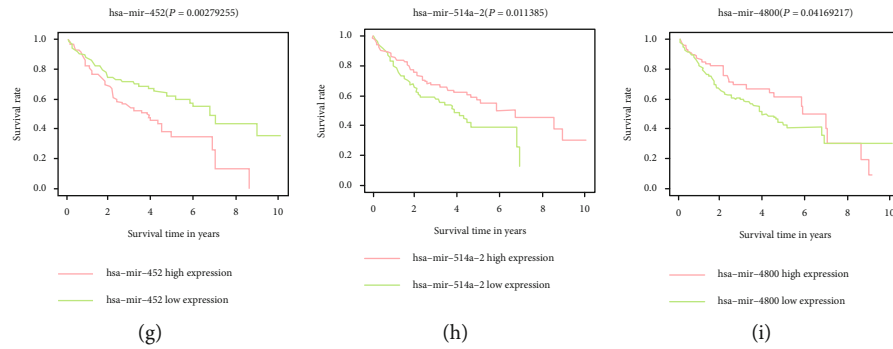 hsa-mir-452(P = 0.00279255)
1.0
0.8
0.6
0.4
0.2
0.0
Survival rate
0 2 4 6 8 10
Survival time in years
hsa-mir-452 high expression
hsa-mir-452 low expression
(g)
hsa-mir-514a-2(P = 0.011385)
1.0
0.8
0.6
0.4
0.2
0.0
Survival rate
0 2 4 6 8 10
Survival time in years
hsa-mir-514a-2 high expression
hsa-mir-514a-2 low expression
(h)
hsa-mir-4800(P = 0.04169217)
1.0
0.8
0.6
0.4
0.2
0.0
Survival rate
0 2 4 6 8 10
Survival time in years
hsa-mir-4800 high expression
hsa-mir-4800 low expression
(i)